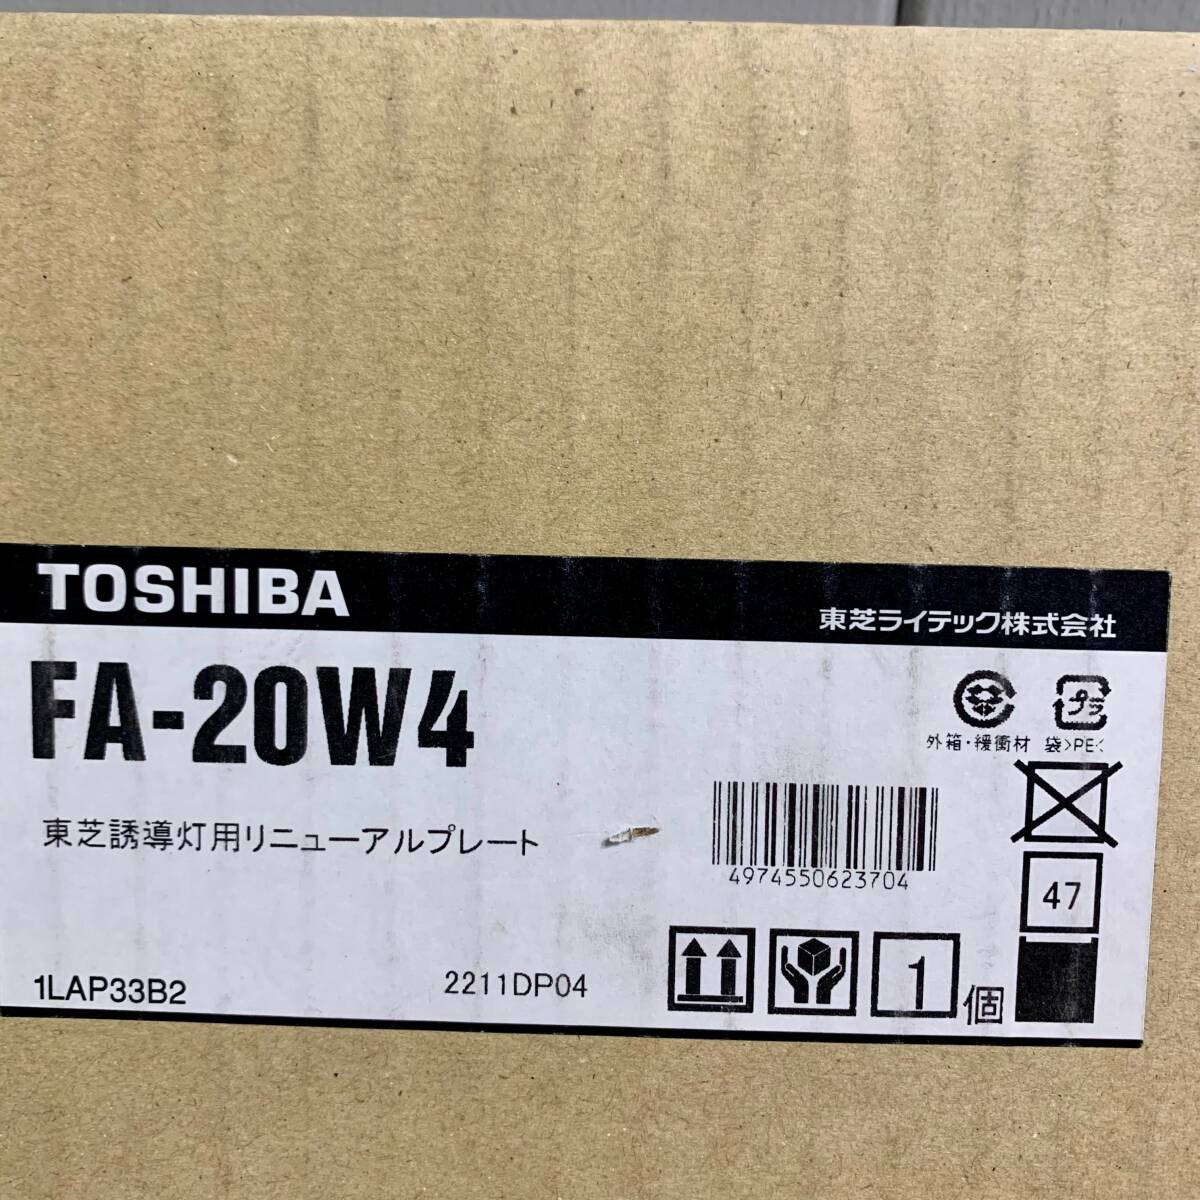 TOSHIBA
東芝ライテック株式会社
FA-20W4
プラ
外箱・緩衝材 袋>PE<
東芝誘導灯用リニューアルプレート
4974550623704
47
1LAP33B2
2211DP04
1個